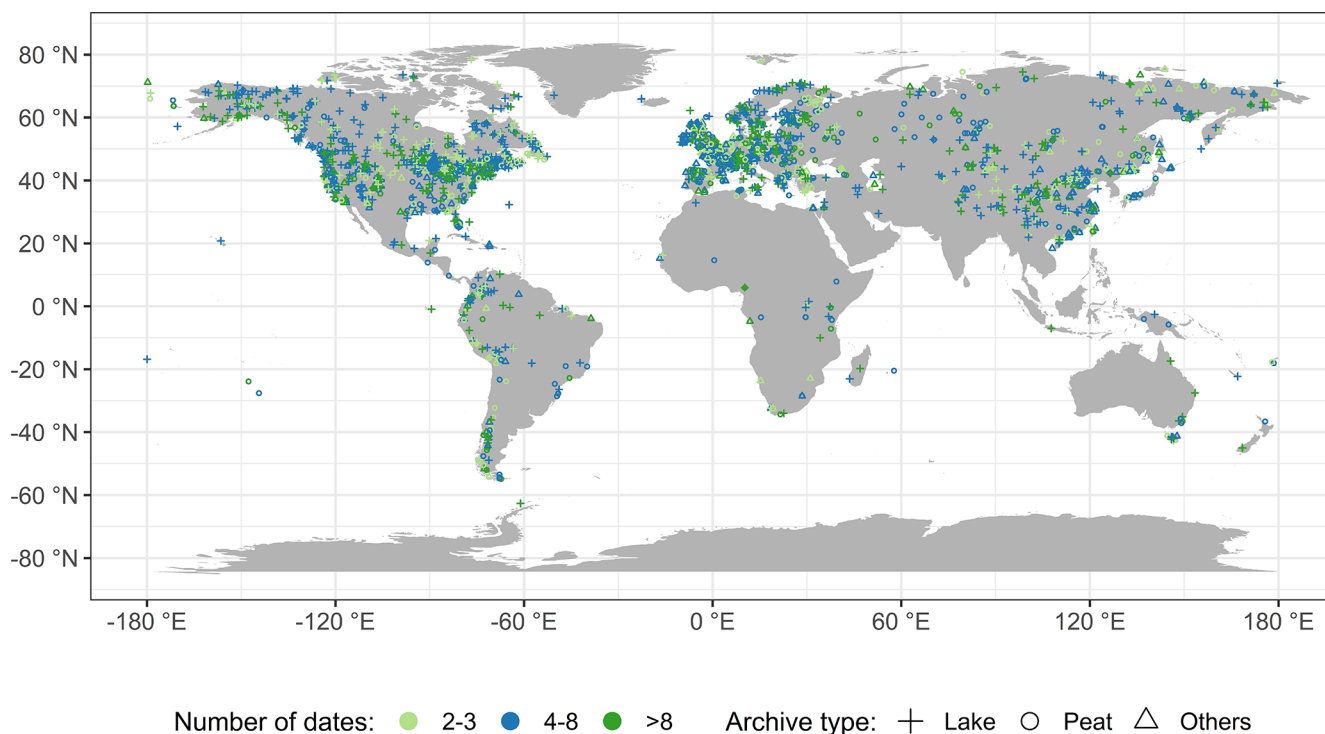 80 °N
60 °N
40 °N
20 °N
0 °N
-20 °N
-40 °N
-60 °N
-80 °N
-180 °E -120 °E -60 °E 0 °E 60 °E 120 °E 180 °E
Number of dates: 2-3 4-8 >8 Archive type: Lake Peat Others